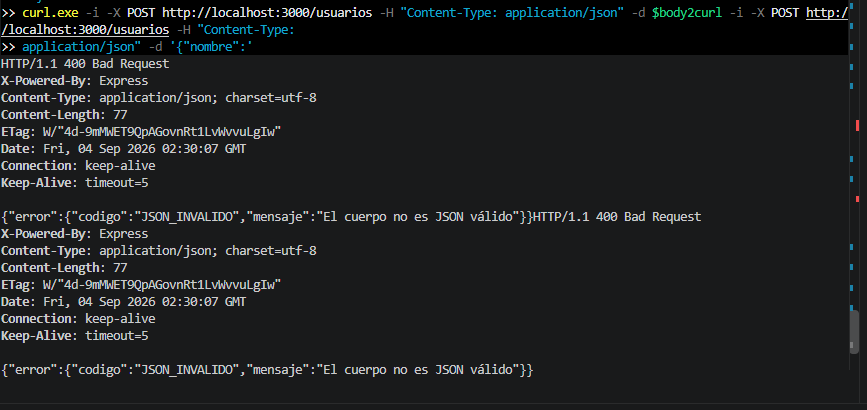 >> curl.exe -i -X POST http://localhost:3000/usuarios -H "Content-Type: application/json" -d $body2curl -i -X POST http:/
/localhost:3000/usuarios -H "Content-Type:
>> application/json" -d '{"nombre":'
HTTP/1.1 400 Bad Request
X-Powered-By: Express
Content-Type: application/json; charset=utf-8
Content-Length: 77
ETag: W/"4d-9mMWET9QpAGovnRt1LvWvvuLgIw"
Date: Fri, 04 Sep 2026 02:30:07 GMT
Connection: keep-alive
Keep-Alive: timeout=5

{"error":{"codigo":"JSON_INVALIDO","mensaje":"El cuerpo no es JSON válido"}}HTTP/1.1 400 Bad Request
X-Powered-By: Express
Content-Type: application/json; charset=utf-8
Content-Length: 77
ETag: W/"4d-9mMWET9QpAGovnRt1LvWvvuLgIw"
Date: Fri, 04 Sep 2026 02:30:07 GMT
Connection: keep-alive
Keep-Alive: timeout=5

{"error":{"codigo":"JSON_INVALIDO","mensaje":"El cuerpo no es JSON válido"}}